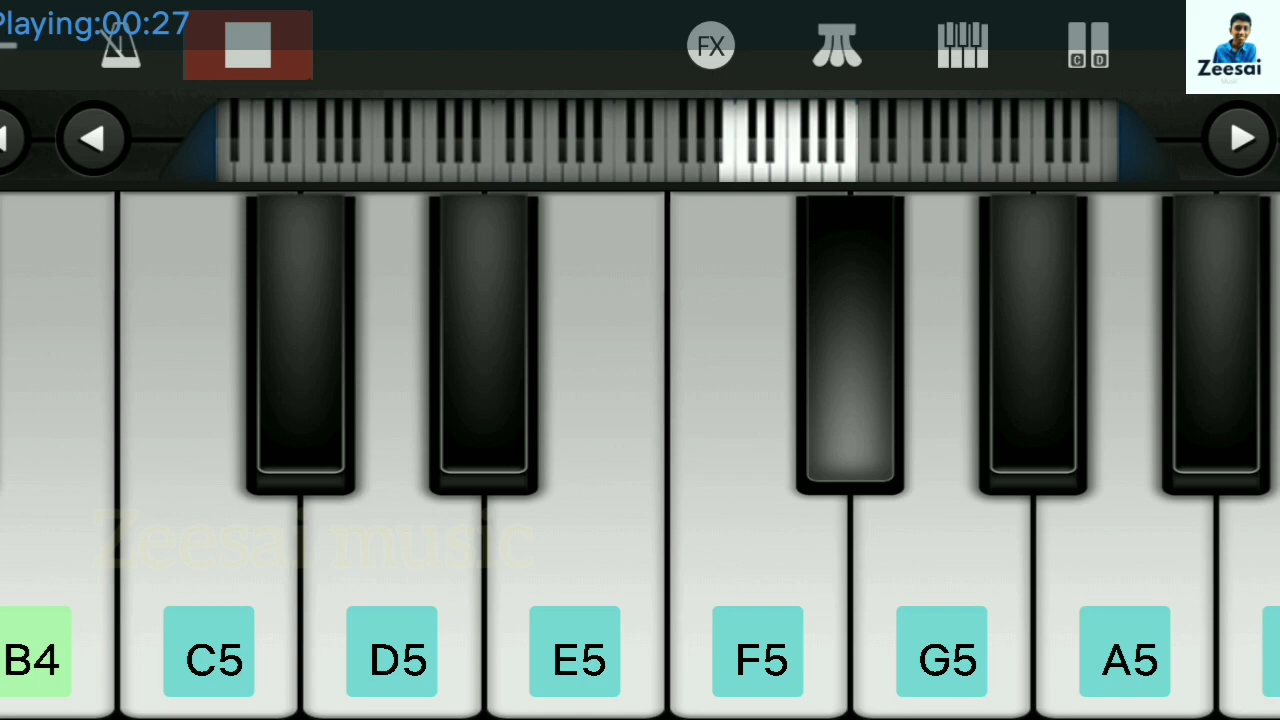 Playing:00:27
FX
C D
Zeesai
Zeesai music
B4 C5 D5 E5 F5 G5 A5